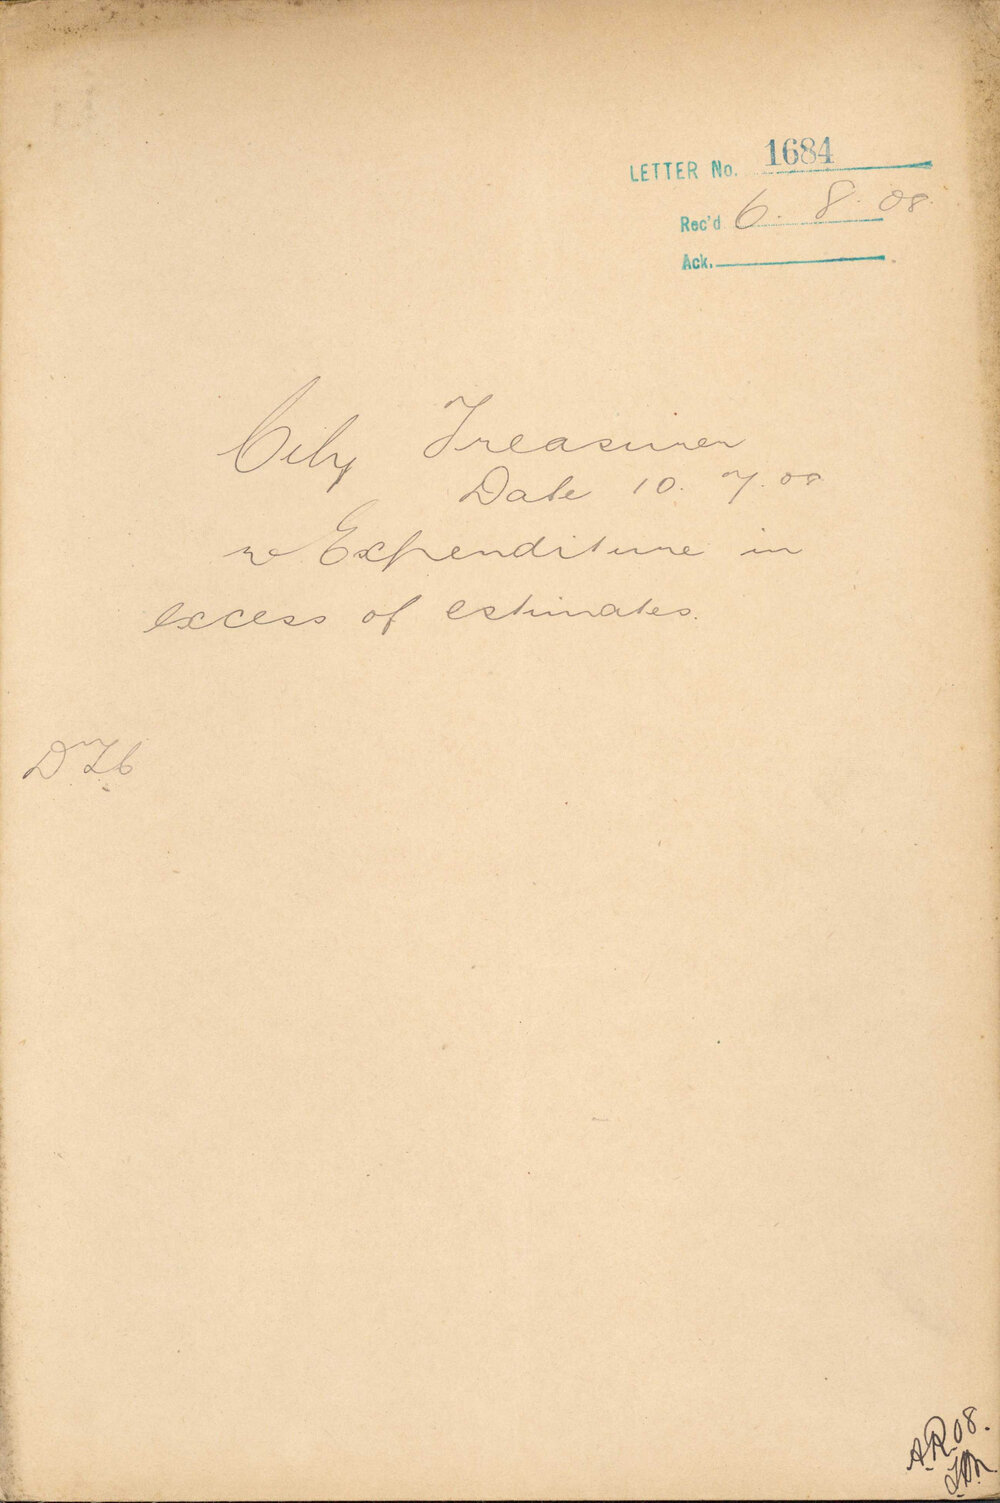 LETTER No. 1684
Rec'd 6. 8. 08.
Ack.
City Treasurer
Date 10. 7. 08
re Expenditure in
excess of estimates.
A.R. 08.